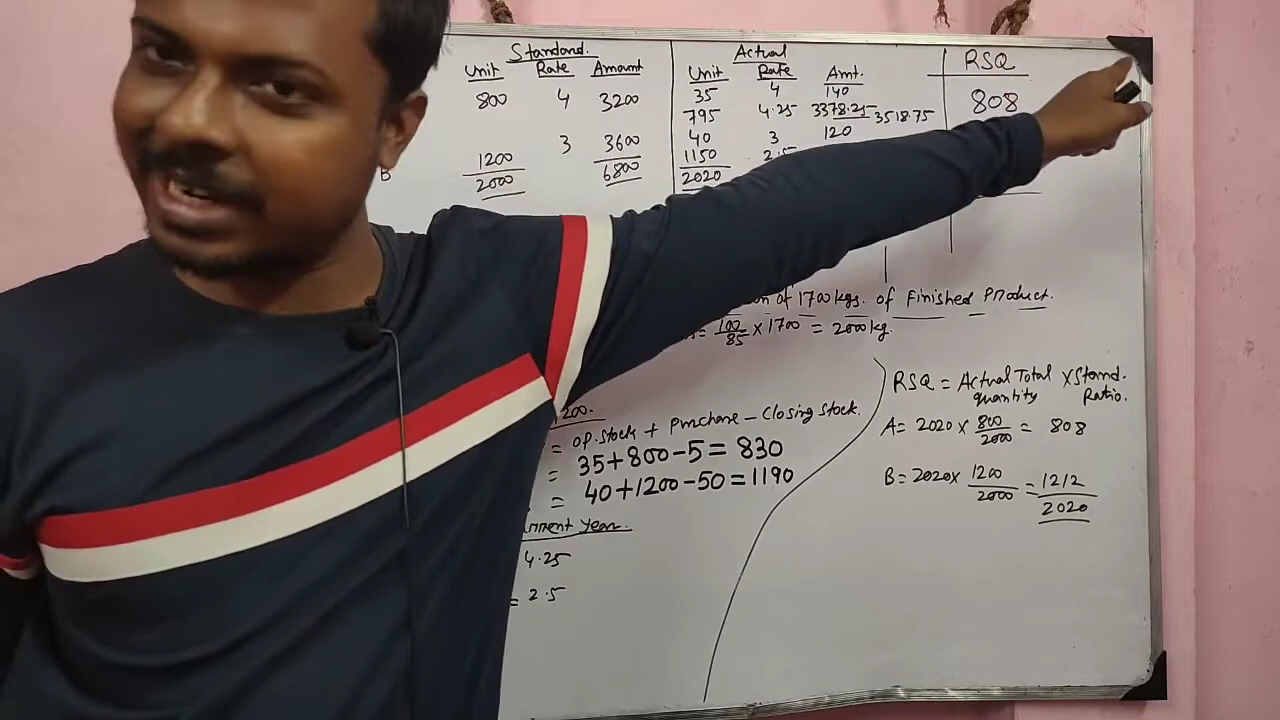 Standard. Actual RSQ
Unit Rate Amount Unit Rate Amt.
800 4 3200 35 4 140 808
795 4.25 3378.25 3518.75
3 3600 40 3 120
B 1200 6800 1150
2000 2020
of 1700 kgs. of Finished Product.
= 100/85 × 1700 = 2000 kg.
RSQ = Actual Total quantity × Stand. Ratio.
A = 2020 × 800/2000 = 808
B = 2020 × 1200/2000 = 1212
2020
200.
= op. stock + purchase - closing stock.
= 35 + 800 - 5 = 830
= 40 + 1200 - 50 = 1190
year.
4.25
= 2.5